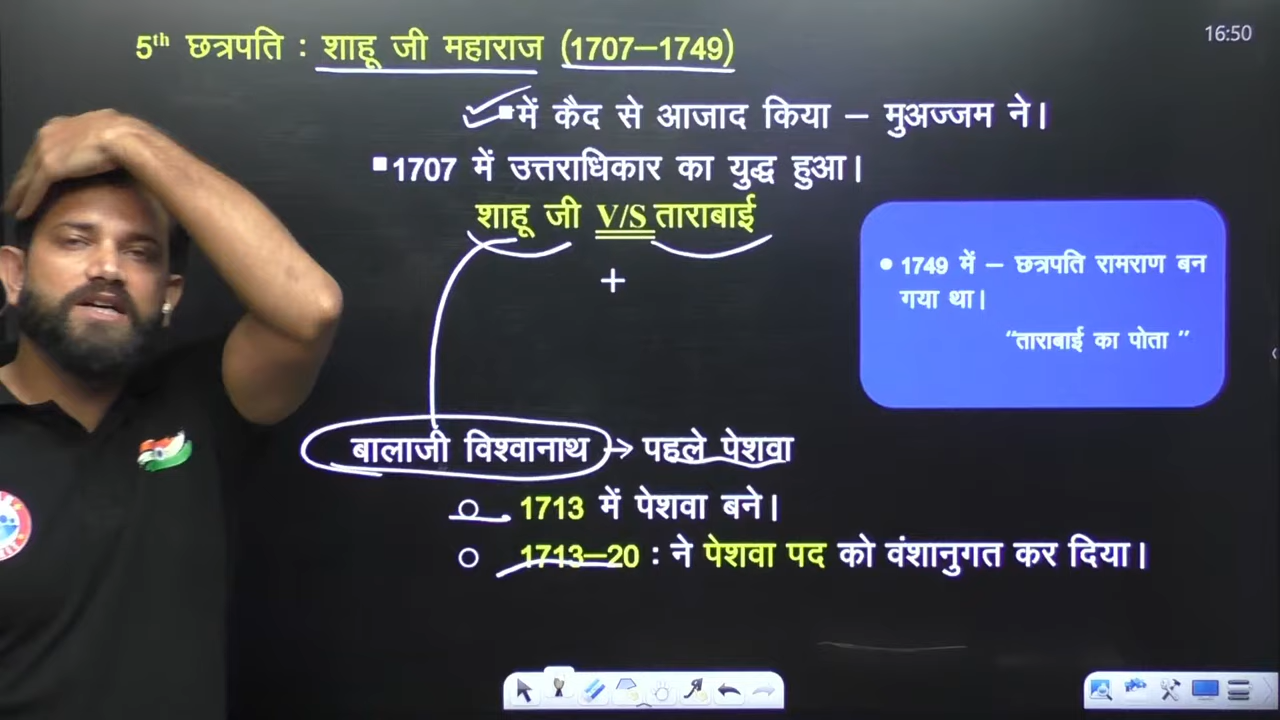 16:50
5th छत्रपति : शाहू जी महाराज (1707–1749)
▪में कैद से आजाद किया – मुअज्जम ने।
▪1707 में उत्तराधिकार का युद्ध हुआ।
शाहू जी V/S ताराबाई
+
• 1749 में – छत्रपति रामराण बन
गया था।
“ताराबाई का पोता ”
बालाजी विश्वानाथ → पहले पेशवा
○ 1713 में पेशवा बने।
○ 1713–20 : ने पेशवा पद को वंशानुगत कर दिया।